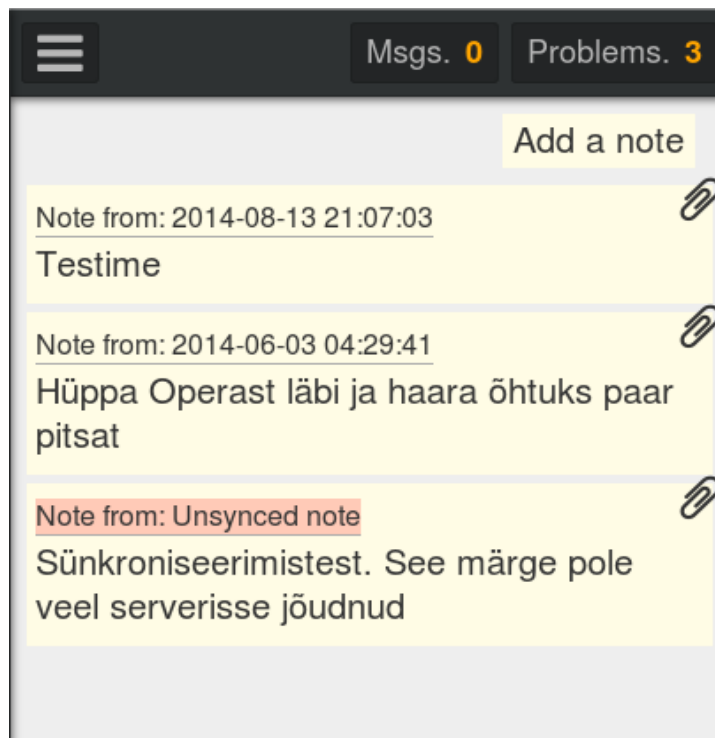 Msgs. 0 Problems. 3
Add a note
Note from: 2014-08-13 21:07:03
Testime
Note from: 2014-06-03 04:29:41
Hüppa Operast läbi ja haara õhtuks paar
pitsat
Note from: Unsynced note
Sünkroniseerimistest. See märge pole
veel serverisse jõudnud